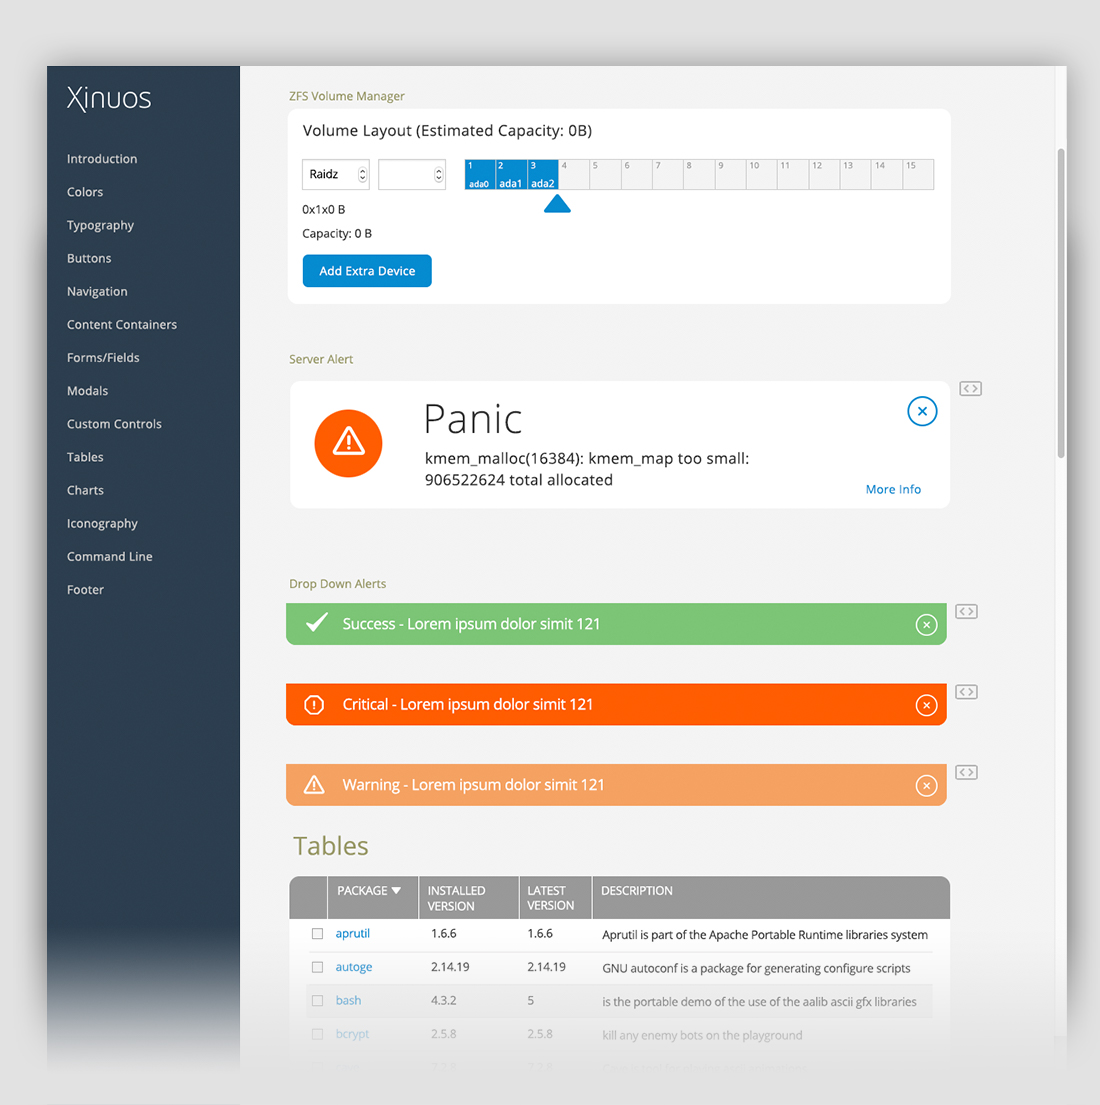 Xinuos
Introduction
Colors
Typography
Buttons
Navigation
Content Containers
Forms/Fields
Modals
Custom Controls
Tables
Charts
Iconography
Command Line
Footer
ZFS Volume Manager
Volume Layout (Estimated Capacity: 0B)
Raidz
1 2 3 4 5 6 7 8 9 10 11 12 13 14 15
ada0 ada1 ada2
0x1x0 B
Capacity: 0 B
Add Extra Device
Server Alert
Panic
kmem_malloc(16384): kmem_map too small:
906522624 total allocated
More Info
Drop Down Alerts
Success - Lorem ipsum dolor simit 121
Critical - Lorem ipsum dolor simit 121
Warning - Lorem ipsum dolor simit 121
Tables
PACKAGE INSTALLED VERSION LATEST VERSION DESCRIPTION
aprutil 1.6.6 1.6.6 Aprutil is part of the Apache Portable Runtime libraries system
autoge 2.14.19 2.14.19 GNU autoconf is a package for generating configure scripts
bash 4.3.2 5 is the portable demo of the use of the aalib ascii gfx libraries
bcrypt 2.5.8 2.5.8 kill any enemy bots on the playground